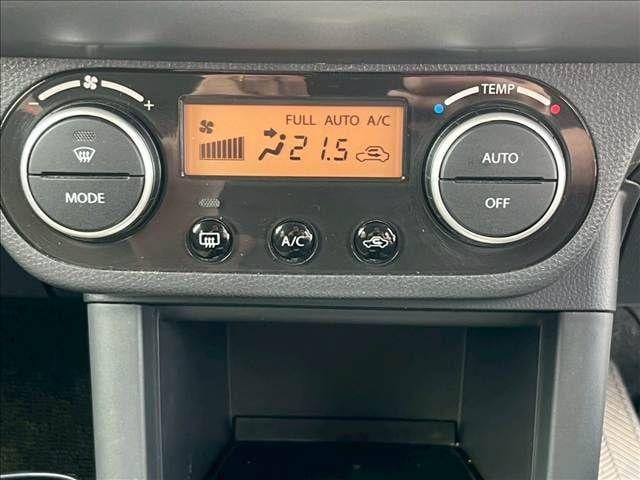 - +
FULL AUTO A/C
21.5
TEMP
MODE
AUTO
OFF
A/C